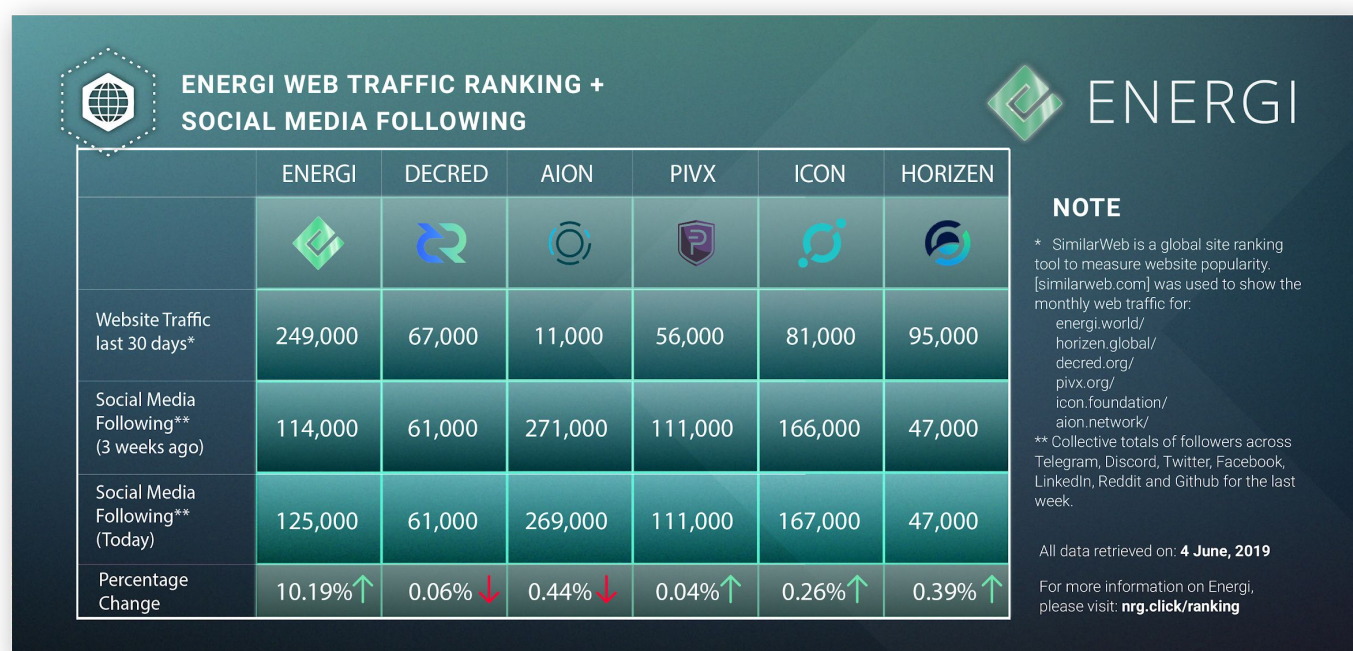 ENERGI WEB TRAFFIC RANKING +
SOCIAL MEDIA FOLLOWING
ENERGI
ENERGI DECRED AION PIVX ICON HORIZEN
Website Traffic
last 30 days* 249,000 67,000 11,000 56,000 81,000 95,000
Social Media
Following** 114,000 61,000 271,000 111,000 166,000 47,000
(3 weeks ago)
Social Media
Following** 125,000 61,000 269,000 111,000 167,000 47,000
(Today)
Percentage
Change 10.19%↑ 0.06%↓ 0.44%↓ 0.04%↑ 0.26%↑ 0.39%↑
NOTE
* SimilarWeb is a global site ranking
tool to measure website popularity.
[similarweb.com] was used to show the
monthly web traffic for:
energi.world/
horizen.global/
decred.org/
pivx.org/
icon.foundation/
aion.network/
** Collective totals of followers across
Telegram, Discord, Twitter, Facebook,
LinkedIn, Reddit and Github for the last
week.
All data retrieved on: 4 June, 2019
For more information on Energi,
please visit: nrg.click/ranking